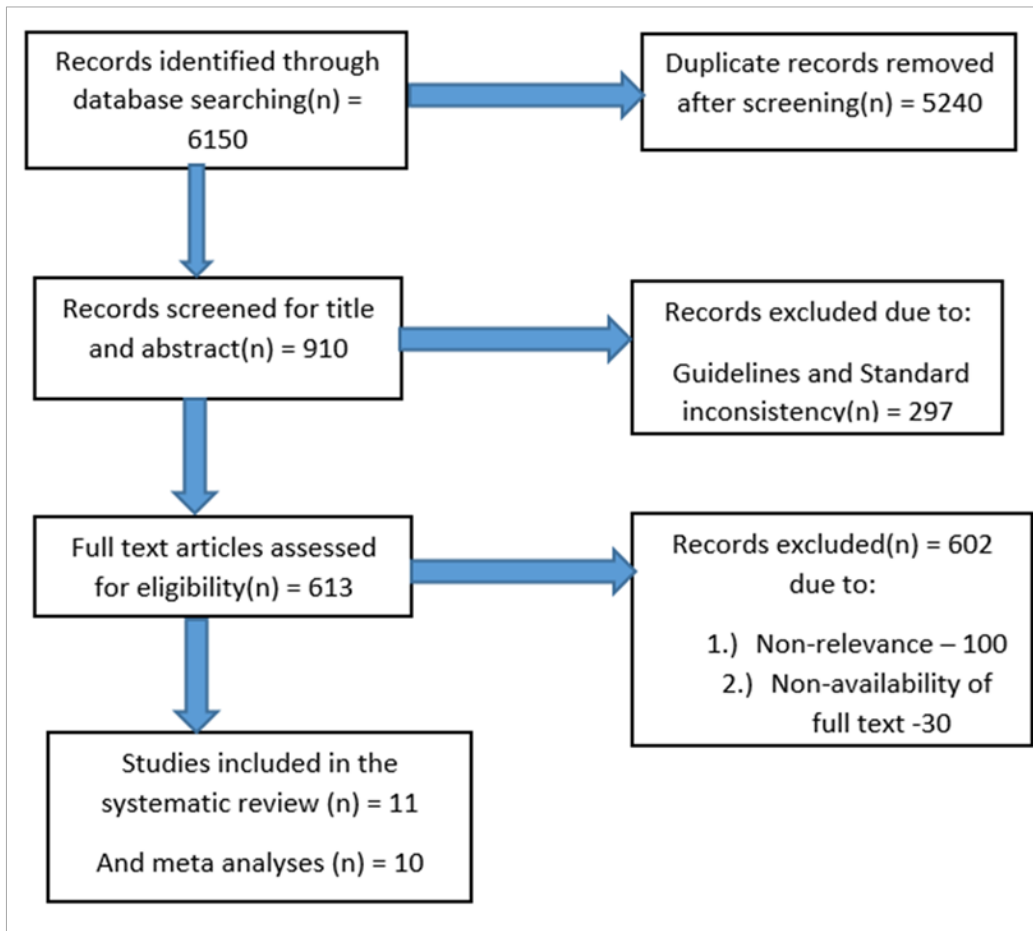 Records identified through
database searching(n) =
6150
Duplicate records removed
after screening(n) = 5240
Records screened for title
and abstract(n) = 910
Records excluded due to:
Guidelines and Standard
inconsistency(n) = 297
Full text articles assessed
for eligibility(n) = 613
Records excluded(n) = 602
due to:
1.) Non-relevance – 100
2.) Non-availability of
full text -30
Studies included in the
systematic review (n) = 11
And meta analyses (n) = 10